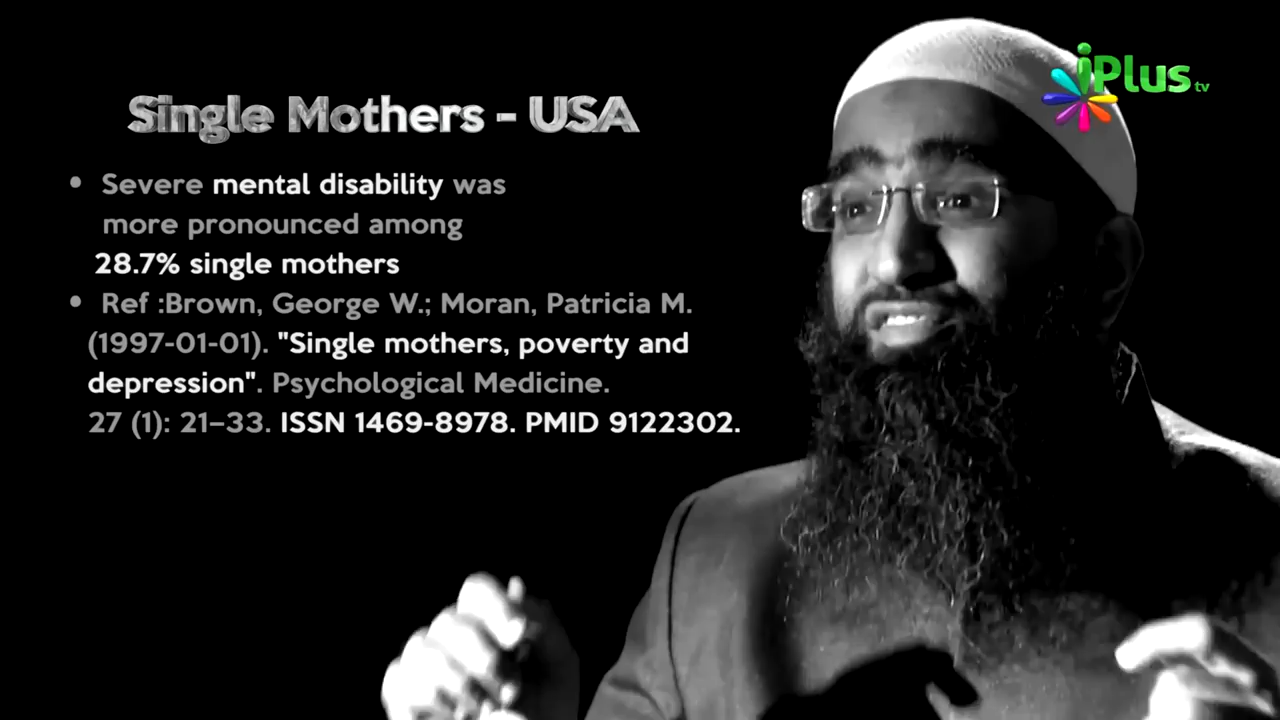 Single Mothers - USA
• Severe mental disability was
more pronounced among
28.7% single mothers
• Ref :Brown, George W.; Moran, Patricia M.
(1997-01-01). "Single mothers, poverty and
depression". Psychological Medicine.
27 (1): 21–33. ISSN 1469-8978. PMID 9122302.
iPlus tv